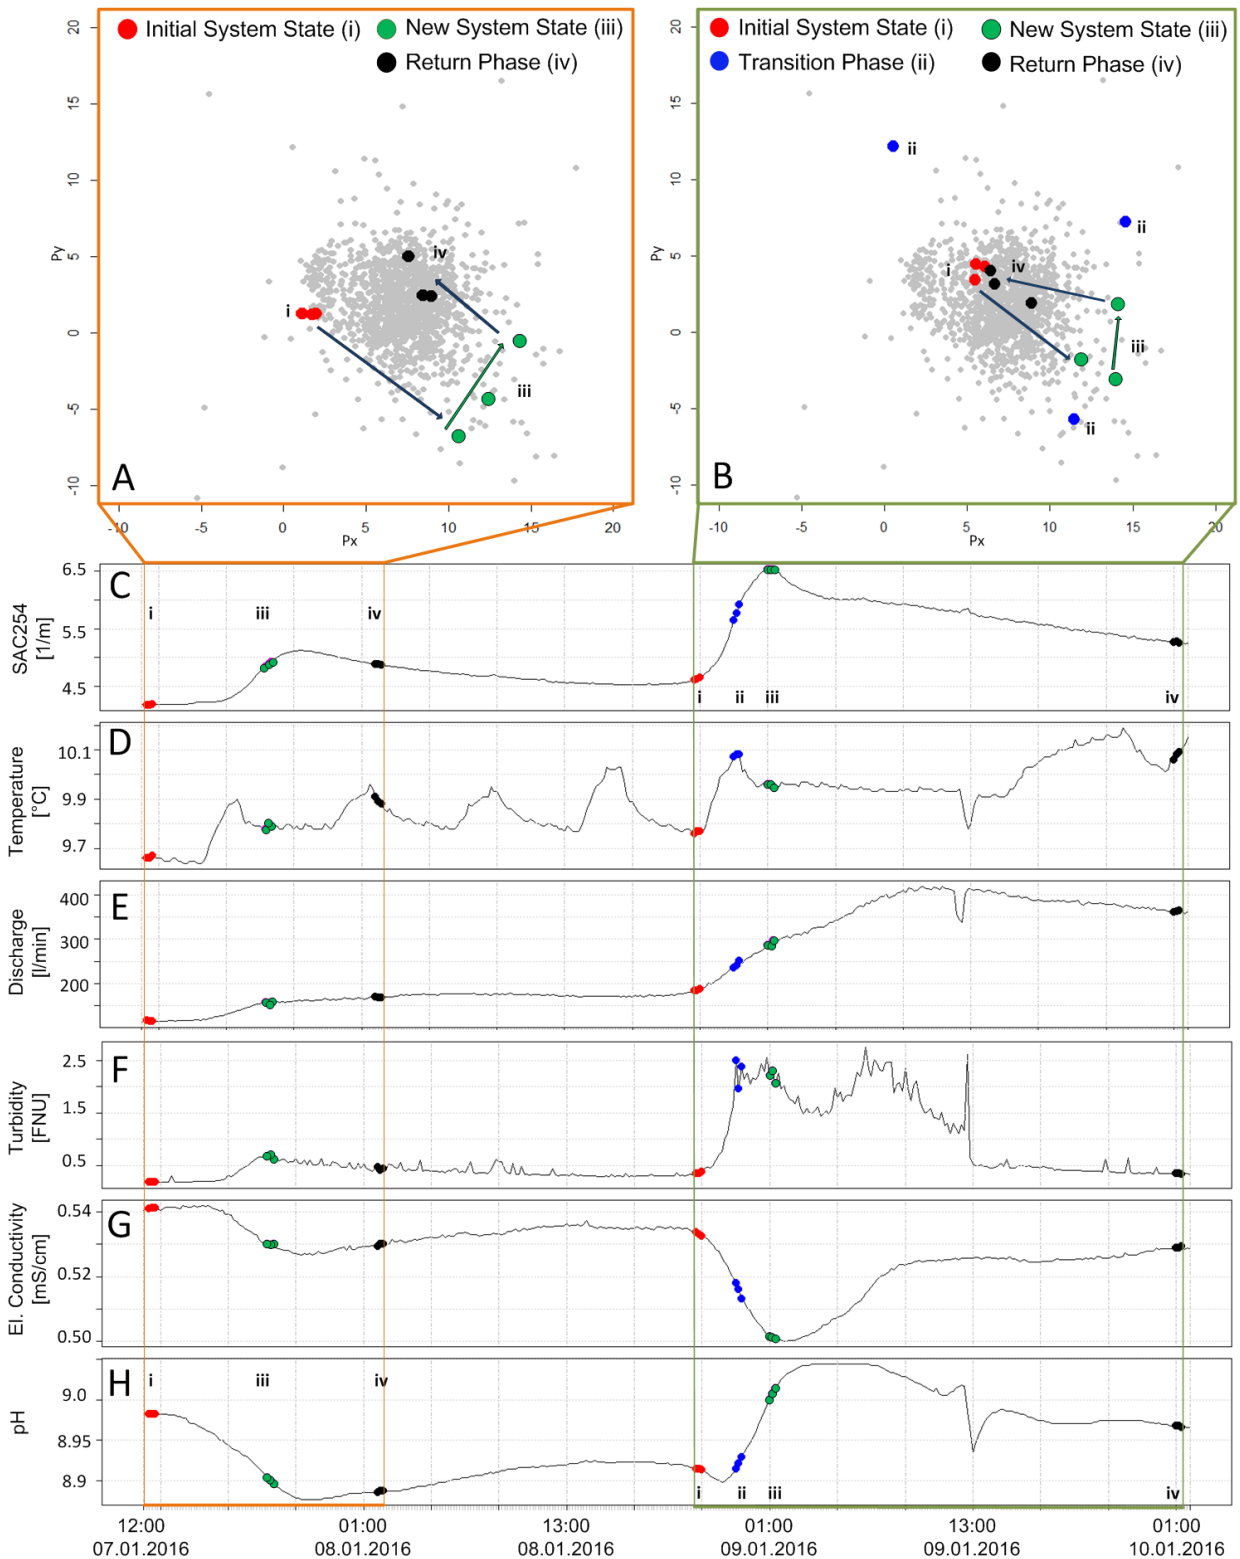 Initial System State (i)
New System State (iii)
Return Phase (iv)
20
15
10
5
0
-5
-10
Py
i
iii
iv
A
-10
-5
0
5
10
15
20
Px
Initial System State (i)
New System State (iii)
Transition Phase (ii)
Return Phase (iv)
20
15
10
5
0
-5
-10
Py
ii
ii
i
iv
iii
ii
B
-10
-5
0
5
10
15
20
Px
C
SAC254
[1/m]
6.5
5.5
4.5
i
iii
iv
i
ii
iii
iv
D
Temperature
[°C]
10.1
9.9
9.7
E
Discharge
[l/min]
400
300
200
F
Turbidity
[FNU]
2.5
1.5
0.5
G
El. Conductivity
[mS/cm]
0.54
0.52
0.50
H
pH
9.0
8.95
8.9
i
iii
iv
i
ii
iii
iv
12:00
01:00
13:00
01:00
13:00
01:00
07.01.2016
08.01.2016
08.01.2016
09.01.2016
09.01.2016
10.01.2016